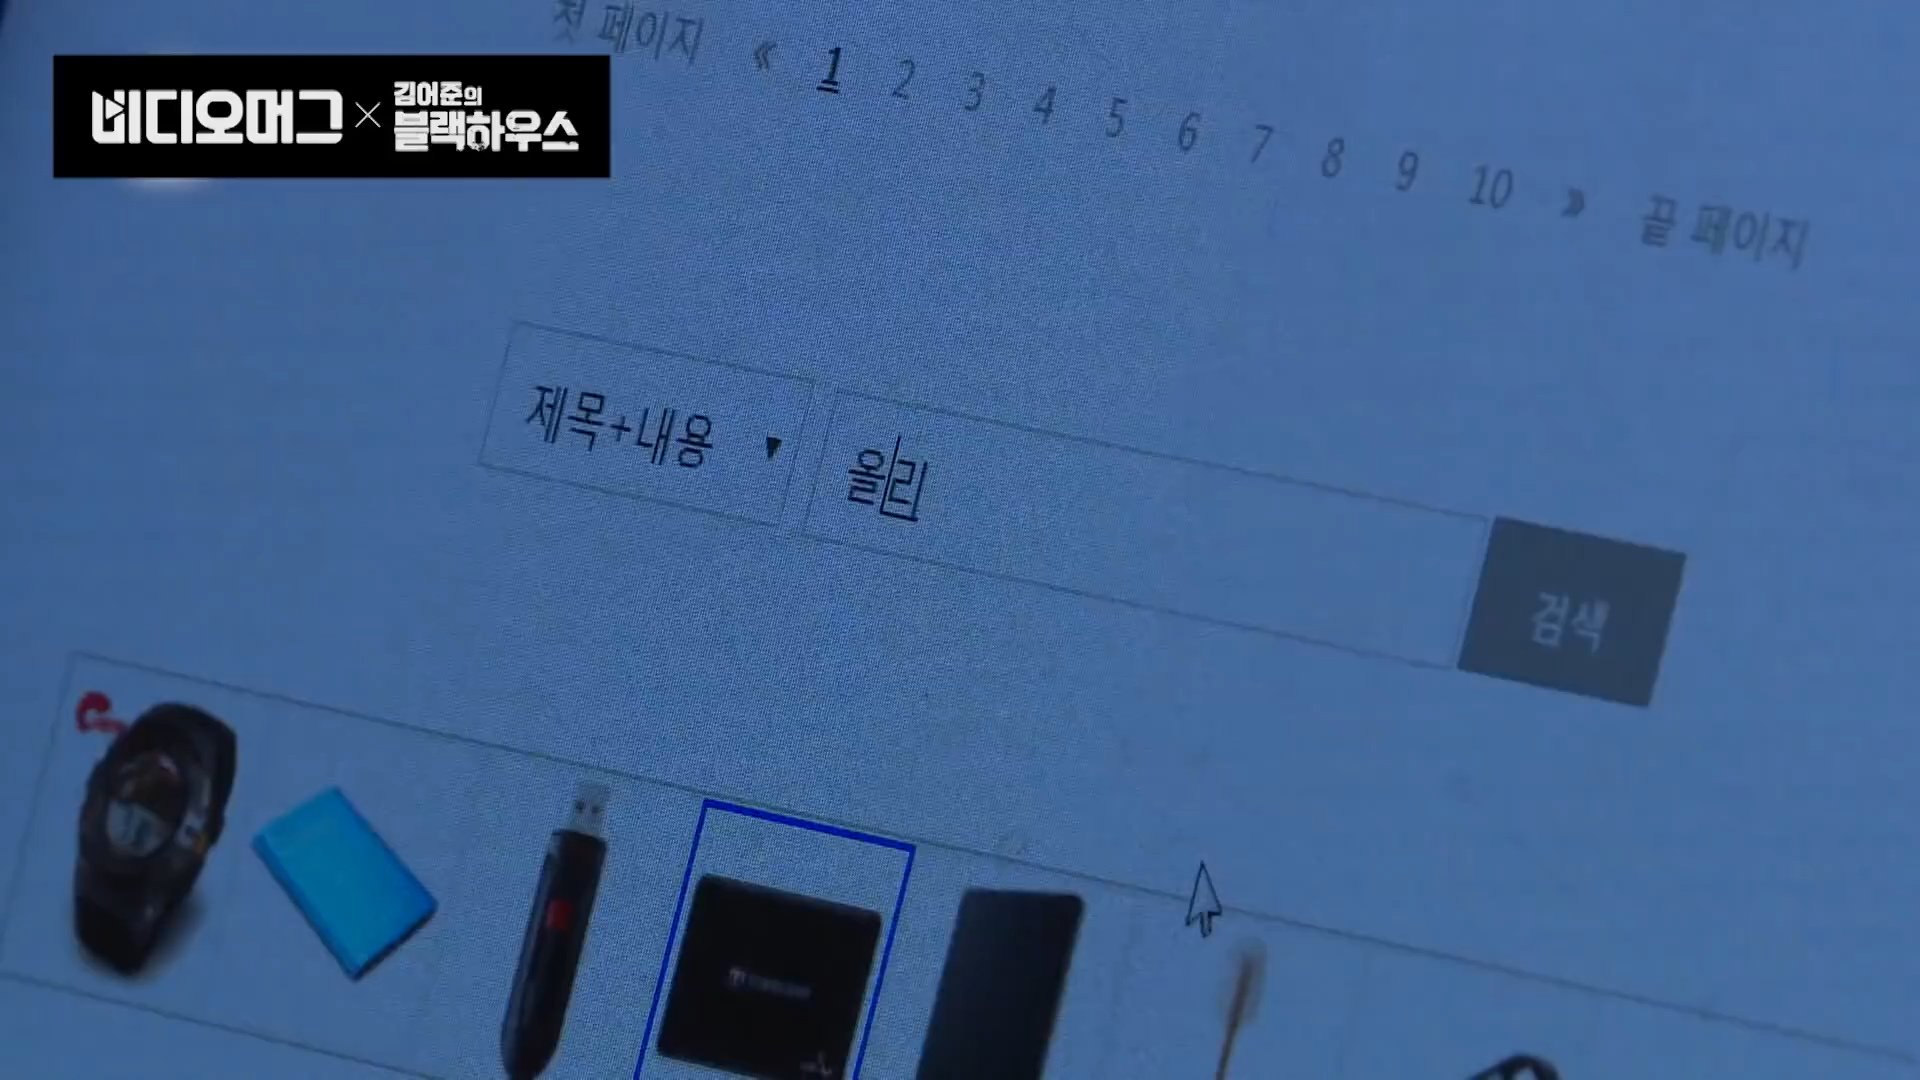 비디오머그 × 김어준의 블랙하우스
첫 페이지 « 1 2 3 4 5 6 7 8 9 10 » 끝 페이지
제목+내용 ▼ 올리 검색